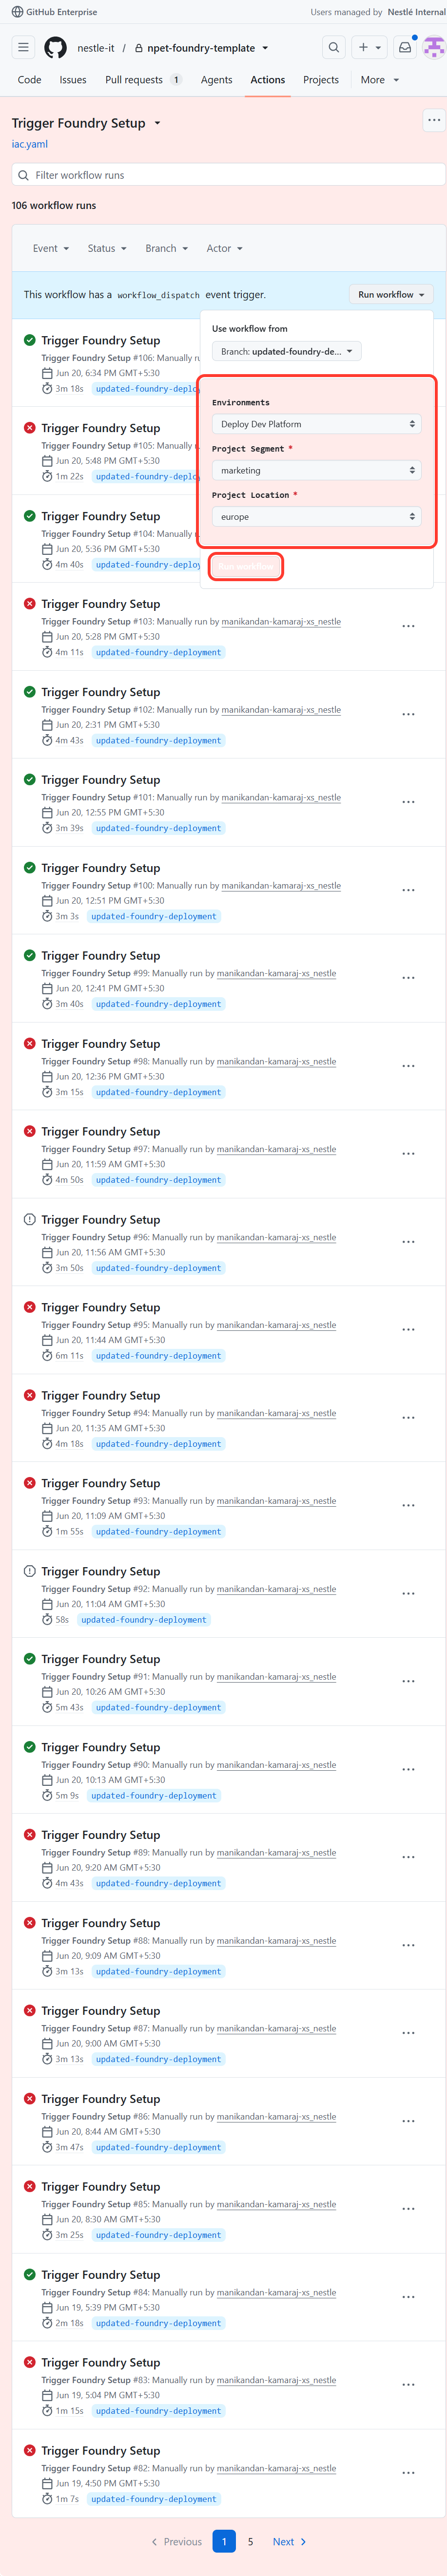 GitHub Enterprise
Users managed by Nestlé Internal
nestle-it / npet-foundry-template
Code Issues Pull requests 1 Agents Actions Projects More
Trigger Foundry Setup
iac.yaml
Filter workflow runs
106 workflow runs
Event Status Branch Actor
This workflow has a workflow_dispatch event trigger.
Run workflow
Use workflow from
Branch: updated-foundry-de...
Environments
Deploy Dev Platform
Project Segment *
marketing
Project Location *
europe
Run workflow
Trigger Foundry Setup
Trigger Foundry Setup #106: Manually ru
Jun 20, 6:34 PM GMT+5:30
3m 18s updated-foundry-deplo
Trigger Foundry Setup
Trigger Foundry Setup #105: Manually ru
Jun 20, 5:48 PM GMT+5:30
1m 22s updated-foundry-deplo
Trigger Foundry Setup
Trigger Foundry Setup #104: Manually ru
Jun 20, 5:36 PM GMT+5:30
4m 40s updated-foundry-deploy
Trigger Foundry Setup
Trigger Foundry Setup #103: Manually run by manikandan-kamaraj-xs_nestle
Jun 20, 5:28 PM GMT+5:30
4m 11s updated-foundry-deployment
Trigger Foundry Setup
Trigger Foundry Setup #102: Manually run by manikandan-kamaraj-xs_nestle
Jun 20, 2:31 PM GMT+5:30
4m 43s updated-foundry-deployment
Trigger Foundry Setup
Trigger Foundry Setup #101: Manually run by manikandan-kamaraj-xs_nestle
Jun 20, 12:55 PM GMT+5:30
3m 39s updated-foundry-deployment
Trigger Foundry Setup
Trigger Foundry Setup #100: Manually run by manikandan-kamaraj-xs_nestle
Jun 20, 12:51 PM GMT+5:30
3m 3s updated-foundry-deployment
Trigger Foundry Setup
Trigger Foundry Setup #99: Manually run by manikandan-kamaraj-xs_nestle
Jun 20, 12:41 PM GMT+5:30
3m 40s updated-foundry-deployment
Trigger Foundry Setup
Trigger Foundry Setup #98: Manually run by manikandan-kamaraj-xs_nestle
Jun 20, 12:36 PM GMT+5:30
3m 15s updated-foundry-deployment
Trigger Foundry Setup
Trigger Foundry Setup #97: Manually run by manikandan-kamaraj-xs_nestle
Jun 20, 11:59 AM GMT+5:30
4m 50s updated-foundry-deployment
Trigger Foundry Setup
Trigger Foundry Setup #96: Manually run by manikandan-kamaraj-xs_nestle
Jun 20, 11:56 AM GMT+5:30
3m 50s updated-foundry-deployment
Trigger Foundry Setup
Trigger Foundry Setup #95: Manually run by manikandan-kamaraj-xs_nestle
Jun 20, 11:44 AM GMT+5:30
6m 11s updated-foundry-deployment
Trigger Foundry Setup
Trigger Foundry Setup #94: Manually run by manikandan-kamaraj-xs_nestle
Jun 20, 11:35 AM GMT+5:30
4m 18s updated-foundry-deployment
Trigger Foundry Setup
Trigger Foundry Setup #93: Manually run by manikandan-kamaraj-xs_nestle
Jun 20, 11:09 AM GMT+5:30
1m 55s updated-foundry-deployment
Trigger Foundry Setup
Trigger Foundry Setup #92: Manually run by manikandan-kamaraj-xs_nestle
Jun 20, 11:04 AM GMT+5:30
58s updated-foundry-deployment
Trigger Foundry Setup
Trigger Foundry Setup #91: Manually run by manikandan-kamaraj-xs_nestle
Jun 20, 10:26 AM GMT+5:30
5m 43s updated-foundry-deployment
Trigger Foundry Setup
Trigger Foundry Setup #90: Manually run by manikandan-kamaraj-xs_nestle
Jun 20, 10:13 AM GMT+5:30
5m 9s updated-foundry-deployment
Trigger Foundry Setup
Trigger Foundry Setup #89: Manually run by manikandan-kamaraj-xs_nestle
Jun 20, 9:20 AM GMT+5:30
4m 43s updated-foundry-deployment
Trigger Foundry Setup
Trigger Foundry Setup #88: Manually run by manikandan-kamaraj-xs_nestle
Jun 20, 9:09 AM GMT+5:30
3m 13s updated-foundry-deployment
Trigger Foundry Setup
Trigger Foundry Setup #87: Manually run by manikandan-kamaraj-xs_nestle
Jun 20, 9:00 AM GMT+5:30
3m 13s updated-foundry-deployment
Trigger Foundry Setup
Trigger Foundry Setup #86: Manually run by manikandan-kamaraj-xs_nestle
Jun 20, 8:44 AM GMT+5:30
3m 47s updated-foundry-deployment
Trigger Foundry Setup
Trigger Foundry Setup #85: Manually run by manikandan-kamaraj-xs_nestle
Jun 20, 8:30 AM GMT+5:30
3m 25s updated-foundry-deployment
Trigger Foundry Setup
Trigger Foundry Setup #84: Manually run by manikandan-kamaraj-xs_nestle
Jun 19, 5:39 PM GMT+5:30
2m 18s updated-foundry-deployment
Trigger Foundry Setup
Trigger Foundry Setup #83: Manually run by manikandan-kamaraj-xs_nestle
Jun 19, 5:04 PM GMT+5:30
1m 15s updated-foundry-deployment
Trigger Foundry Setup
Trigger Foundry Setup #82: Manually run by manikandan-kamaraj-xs_nestle
Jun 19, 4:50 PM GMT+5:30
1m 7s updated-foundry-deployment
Previous 1 5 Next